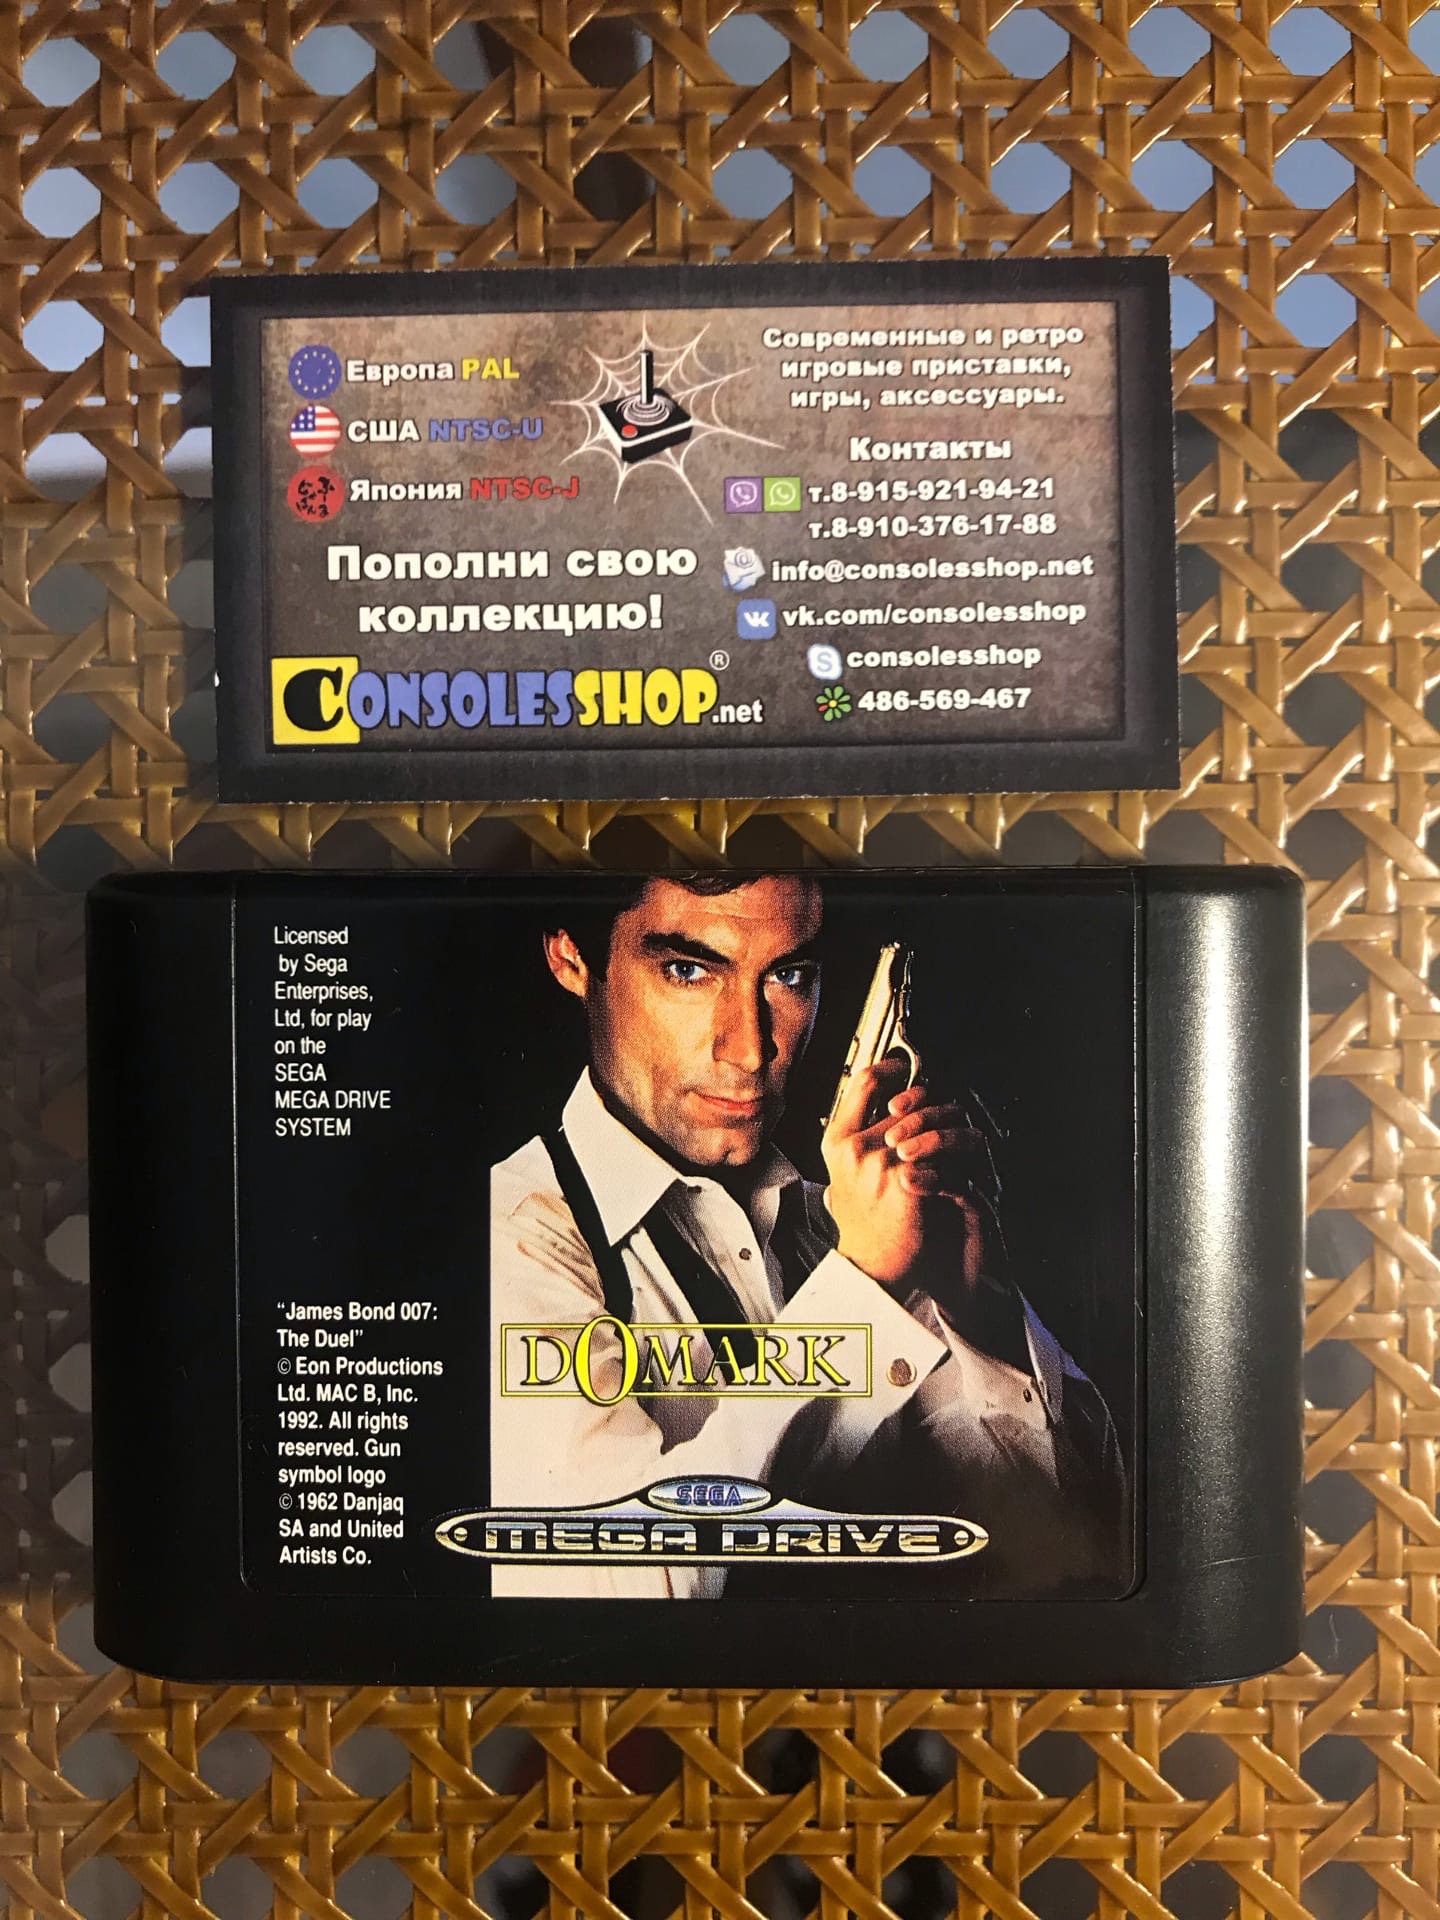 Европа PAL
США NTSC-U
Япония NTSC-J
Пополни свою
коллекцию!
CONSOLESSHOP®.net
Современные и ретро
игровые приставки,
игры, аксессуары.
Контакты
т.8-915-921-94-21
т.8-910-376-17-88
info@consolesshop.net
vk.com/consolesshop
consolesshop
486-569-467
Licensed
by Sega
Enterprises,
Ltd, for play
on the
SEGA
MEGA DRIVE
SYSTEM
"James Bond 007:
The Duel"
© Eon Productions
Ltd. MAC B, Inc.
1992. All rights
reserved. Gun
symbol logo
© 1962 Danjaq
SA and United
Artists Co.
DOMARK
SEGA
MEGA DRIVE